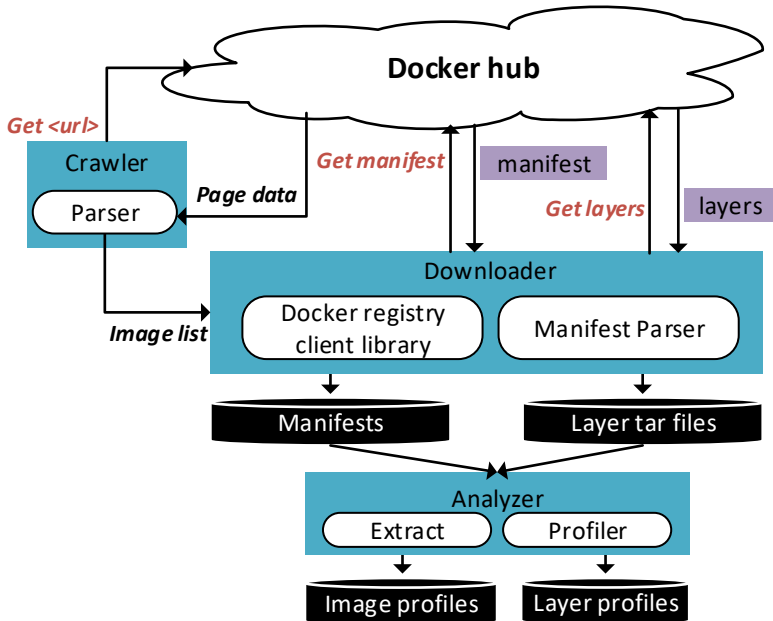 Docker hub
Get <url>
Crawler
Parser
Page data
Get manifest
manifest
Get layers
layers
Image list
Downloader
Docker registry
client library
Manifest Parser
Manifests
Layer tar files
Analyzer
Extract
Profiler
Image profiles
Layer profiles